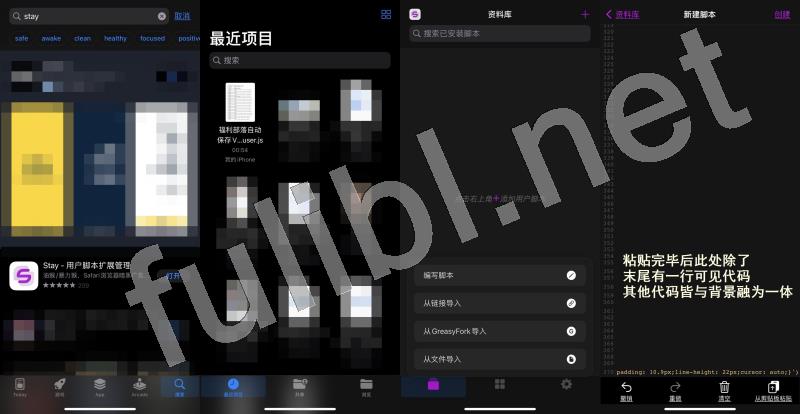 stay
取消
safe
awake
clean
healthy
focused
positive
Stay - 用户脚本扩展管理
油猴/暴力猴，Safari浏览器精
打开
209
Today
游戏
App
Arcade
搜索
最近项目
搜索
福利部落自动
保存 V...user.js
00:54
我的 iPhone
最近项目
共享
浏览
资料库
搜索已安装脚本
点击右上角+添加用户脚本
编写脚本
从链接导入
从GreasyFork导入
从文件导入
资料库
新建脚本
创建
粘贴完毕后此处除了
末尾有一行可见代码
其他代码皆与背景融为一体
370 padding: 10.9px;line-height: 22px;cursor: auto;}`)
撤销
重做
清空
从剪贴板粘贴
fulibl.net